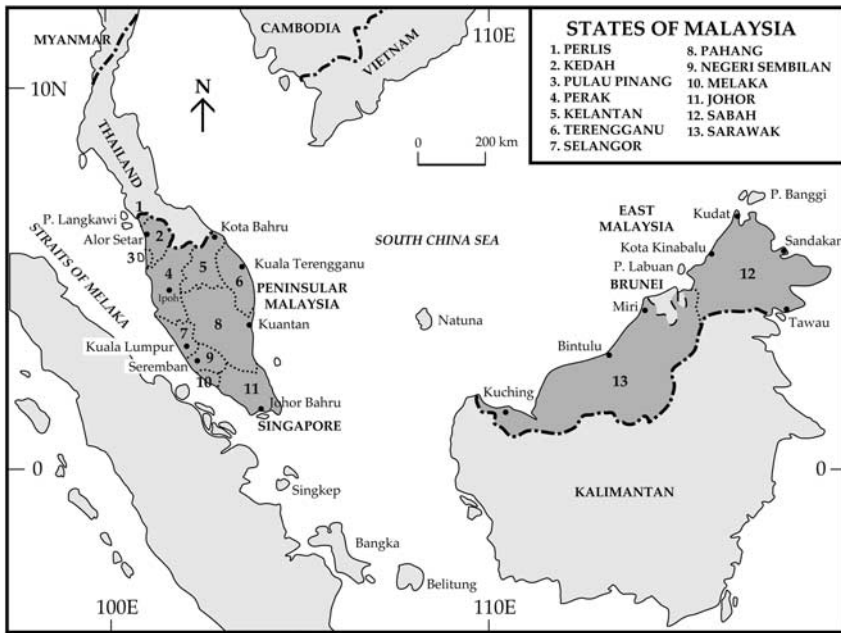 MYANMAR
CAMBODIA
VIETNAM
110E
10N
N
0 200 km
STATES OF MALAYSIA
1. PERLIS
2. KEDAH
3. PULAU PINANG
4. PERAK
5. KELANTAN
6. TERENGGANU
7. SELANGOR
8. PAHANG
9. NEGERI SEMBILAN
10. MELAKA
11. JOHOR
12. SABAH
13. SARAWAK
THAILAND
1
P. Langkawi
2
Alor Setar
Kota Bahru
3
4
5
6
Kuala Terengganu
Ipoh
PENINSULAR
MALAYSIA
STRAITS OF MELAKA
7
8
Kuantan
Kuala Lumpur
9
Seremban
10
11
Johor Bahru
SINGAPORE
SOUTH CHINA SEA
Natuna
P. Banggi
EAST
MALAYSIA
Kudat
Kota Kinabalu
Sandakan
P. Labuan
BRUNEI
12
Miri
Tawau
Bintulu
13
Kuching
0
0
KALIMANTAN
Singkep
Bangka
Belitung
100E
110E